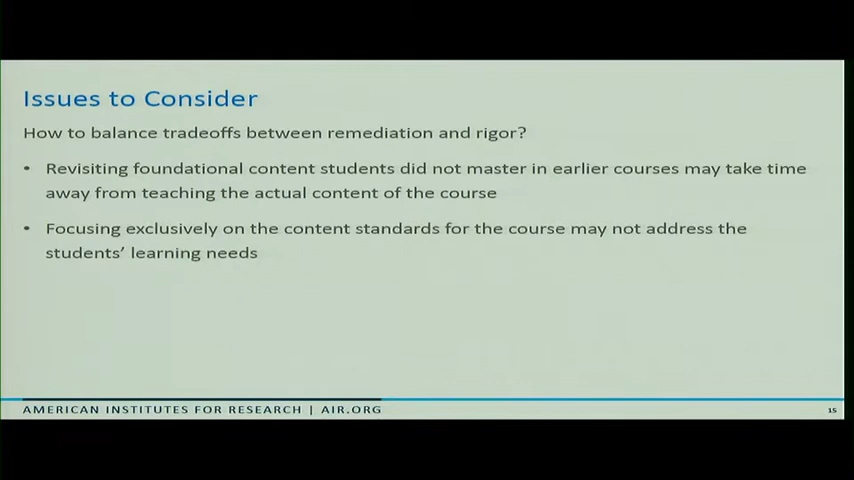 Issues to Consider
How to balance tradeoffs between remediation and rigor?
• Revisiting foundational content students did not master in earlier courses may take time
away from teaching the actual content of the course
• Focusing exclusively on the content standards for the course may not address the
students’ learning needs
AMERICAN INSTITUTES FOR RESEARCH | AIR.ORG
15